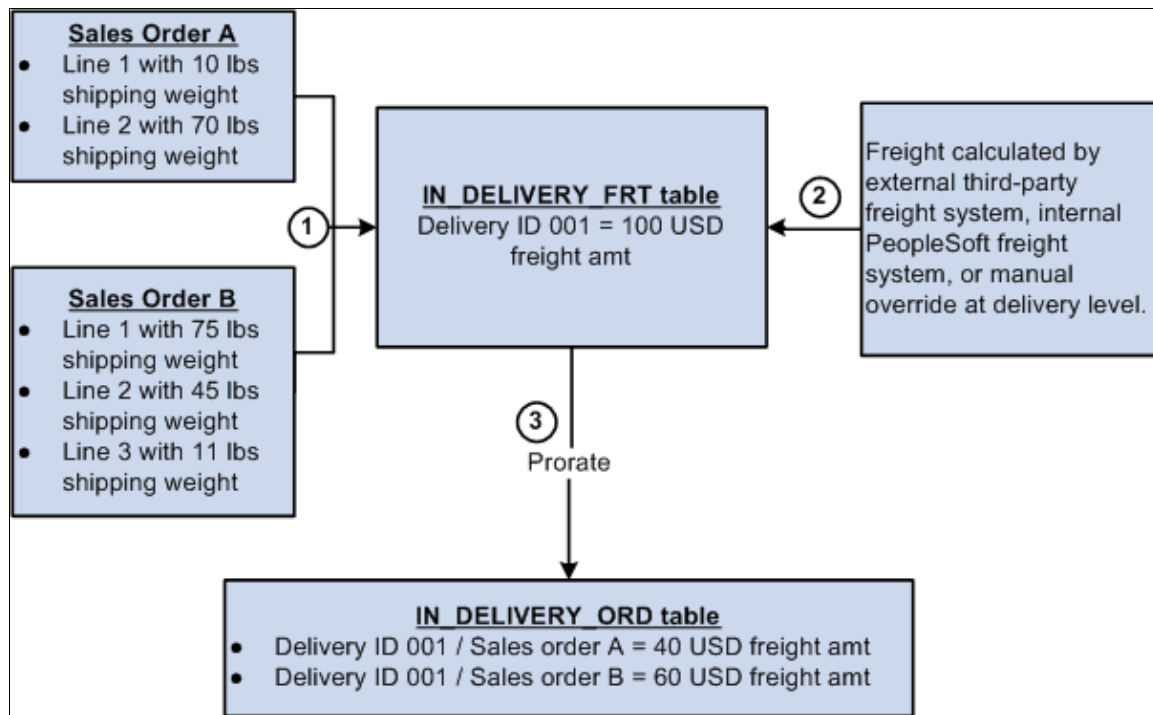 Sales Order A
● Line 1 with 10 lbs
shipping weight
● Line 2 with 70 lbs
shipping weight
Sales Order B
● Line 1 with 75 lbs
shipping weight
● Line 2 with 45 lbs
shipping weight
● Line 3 with 11 lbs
shipping weight
1
IN_DELIVERY_FRT table
Delivery ID 001 = 100 USD
freight amt
2
Freight calculated by
external third-party
freight system, internal
PeopleSoft freight
system, or manual
override at delivery level.
3
Prorate
IN_DELIVERY_ORD table
● Delivery ID 001 / Sales order A = 40 USD freight amt
● Delivery ID 001 / Sales order B = 60 USD freight amt